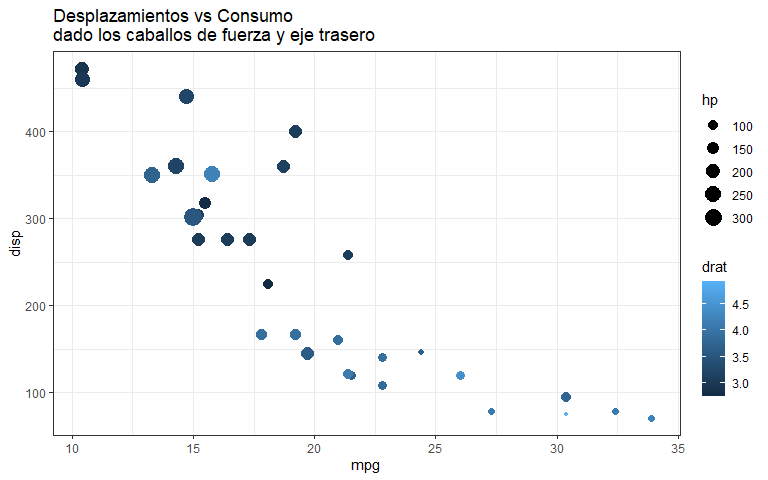 Desplazamientos vs Consumo
dado los caballos de fuerza y eje trasero
disp
400
300
200
100
10 15 20 25 30 35
mpg
hp
100
150
200
250
300
drat
4.5
4.0
3.5
3.0